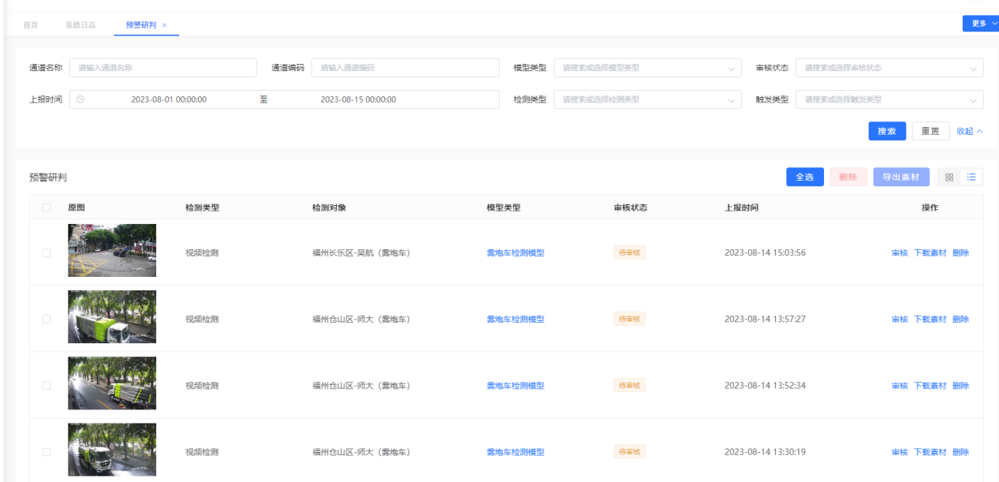 首页 系统日志 预警研判 × 更多
通道名称 请输入通道名称 通道编码 请输入通道编码 模型类型 请搜索或选择模型类型 审核状态 请搜索或选择审核状态
上报时间 2023-08-01 00:00:00 至 2023-08-15 00:00:00 检测类型 请搜索或选择检测类型 触发类型 请搜索或选择触发类型
搜索 重置 收起
预警研判 全选 删除 导出素材
原图 检测类型 检测对象 模型类型 审核状态 上报时间 操作
视频检测 福州长乐区-吴航（雾炮车） 雾炮车检测模型 待审核 2023-08-14 15:03:56 审核 下载素材 删除
视频检测 福州仓山区-师大（雾炮车） 雾炮车检测模型 待审核 2023-08-14 13:57:27 审核 下载素材 删除
视频检测 福州仓山区-师大（雾炮车） 雾炮车检测模型 待审核 2023-08-14 13:52:34 审核 下载素材 删除
视频检测 福州仓山区-师大（雾炮车） 雾炮车检测模型 待审核 2023-08-14 13:30:19 审核 下载素材 删除